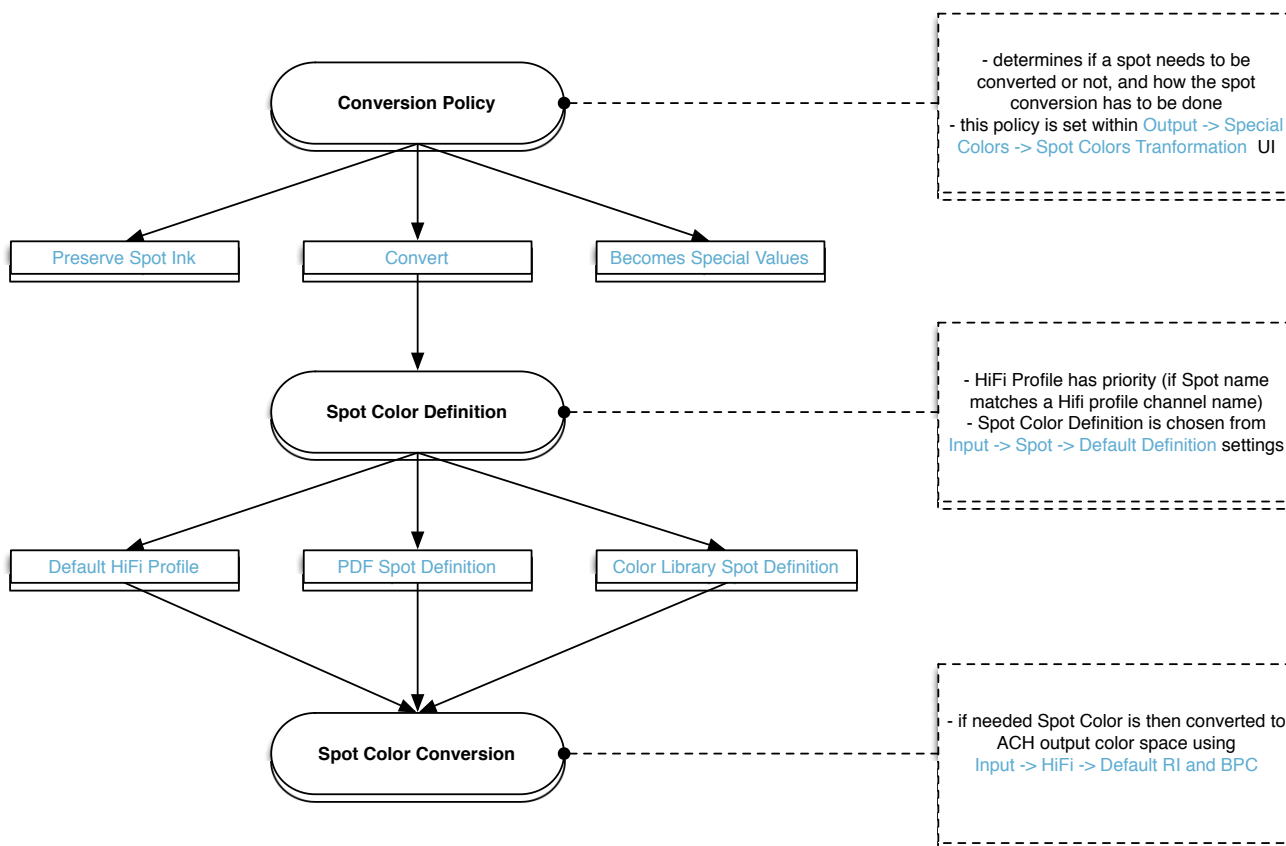 Conversion Policy
- determines if a spot needs to be
converted or not, and how the spot
conversion has to be done
- this policy is set within Output -> Special
Colors -> Spot Colors Tranformation UI
Preserve Spot Ink
Convert
Becomes Special Values
Spot Color Definition
- HiFi Profile has priority (if Spot name
matches a Hifi profile channel name)
- Spot Color Definition is chosen from
Input -> Spot -> Default Definition settings
Default HiFi Profile
PDF Spot Definition
Color Library Spot Definition
Spot Color Conversion
- if needed Spot Color is then converted to
ACH output color space using
Input -> HiFi -> Default RI and BPC